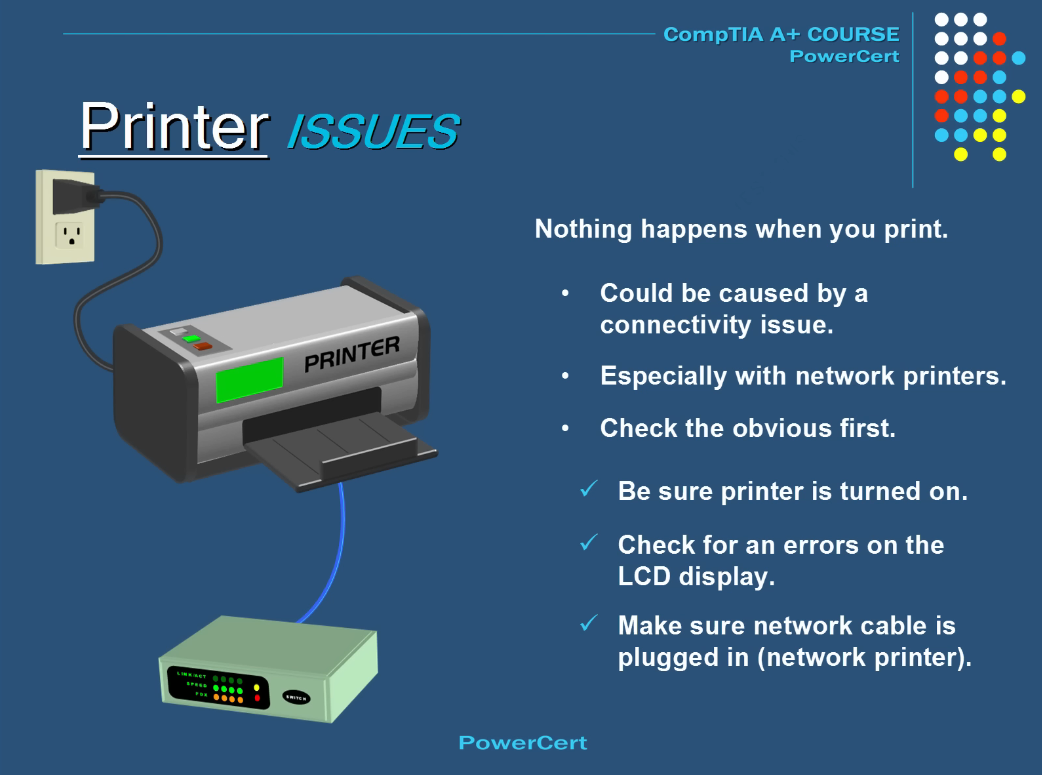 CompTIA A+ COURSE
PowerCert
Printer ISSUES
Nothing happens when you print.
• Could be caused by a
connectivity issue.
• Especially with network printers.
• Check the obvious first.
✓ Be sure printer is turned on.
✓ Check for an errors on the
LCD display.
✓ Make sure network cable is
plugged in (network printer).
PRINTER
LINK/ACT
SPEED
FDX
SWITCH
PowerCert